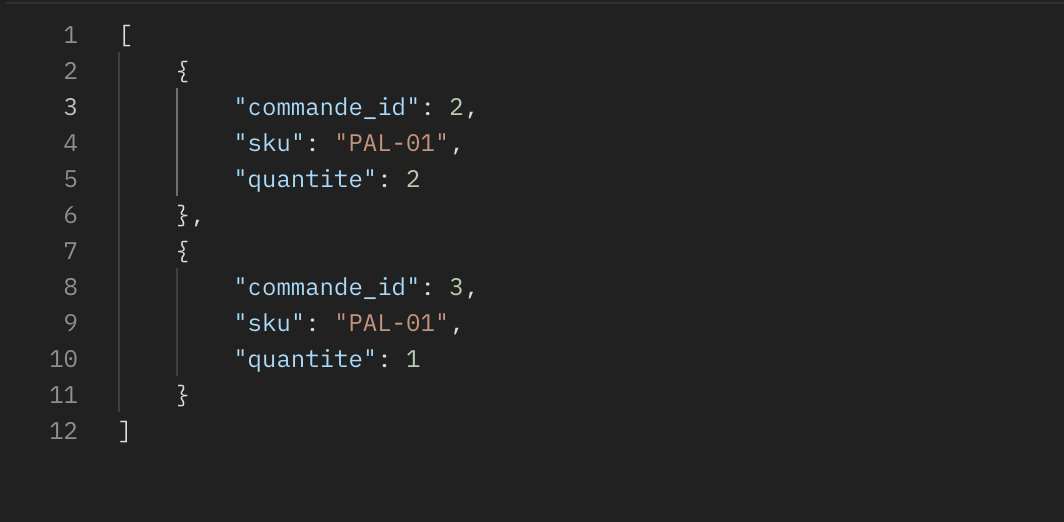 1 [
2     {
3         "commande_id": 2,
4         "sku": "PAL-01",
5         "quantite": 2
6     },
7     {
8         "commande_id": 3,
9         "sku": "PAL-01",
10         "quantite": 1
11     }
12 ]